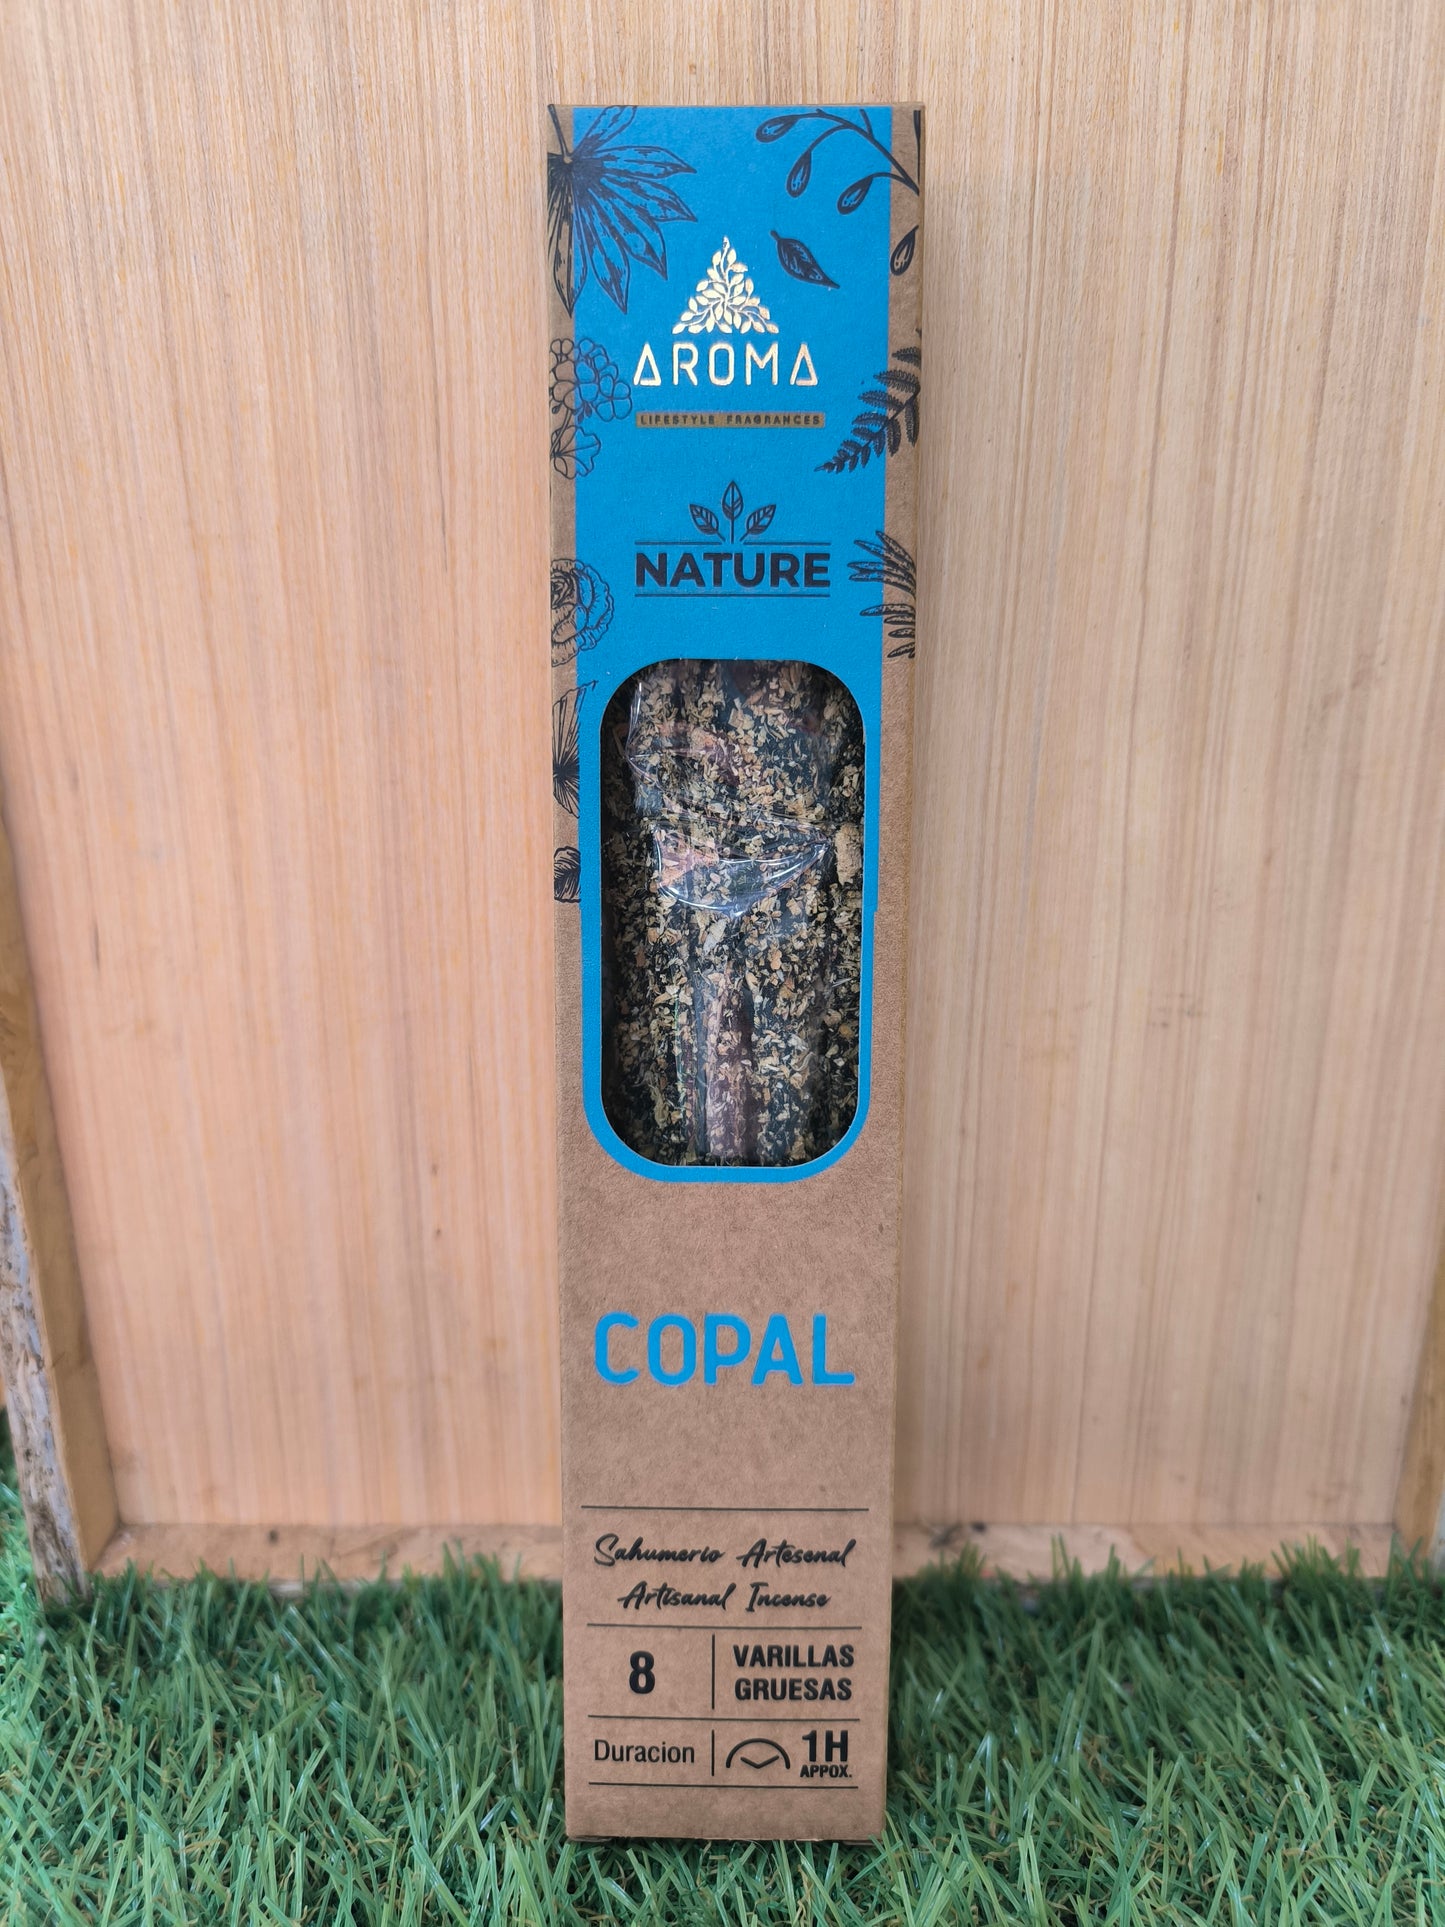 AROMA
LIFESTYLE FRAGRANCES
NATURE
COPAL
Sahumerio Artesenal
Artisanal Incense
8
VARILLAS
GRUESAS
Duracion
1H
APPOX.